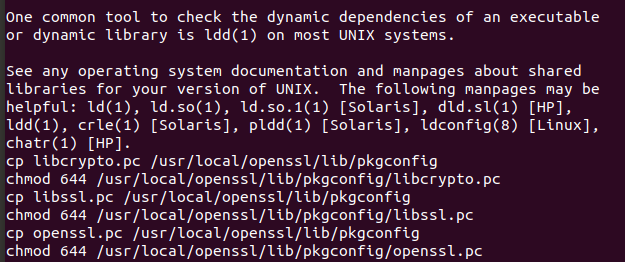 One common tool to check the dynamic dependencies of an executable
or dynamic library is ldd(1) on most UNIX systems.
See any operating system documentation and manpages about shared
libraries for your version of UNIX.  The following manpages may be
helpful: ld(1), ld.so(1), ld.so.1(1) [Solaris], dld.sl(1) [HP],
ldd(1), crle(1) [Solaris], pldd(1) [Solaris], ldconfig(8) [Linux],
chatr(1) [HP].
cp libcrypto.pc /usr/local/openssl/lib/pkgconfig
chmod 644 /usr/local/openssl/lib/pkgconfig/libcrypto.pc
cp libssl.pc /usr/local/openssl/lib/pkgconfig
chmod 644 /usr/local/openssl/lib/pkgconfig/libssl.pc
cp openssl.pc /usr/local/openssl/lib/pkgconfig
chmod 644 /usr/local/openssl/lib/pkgconfig/openssl.pc